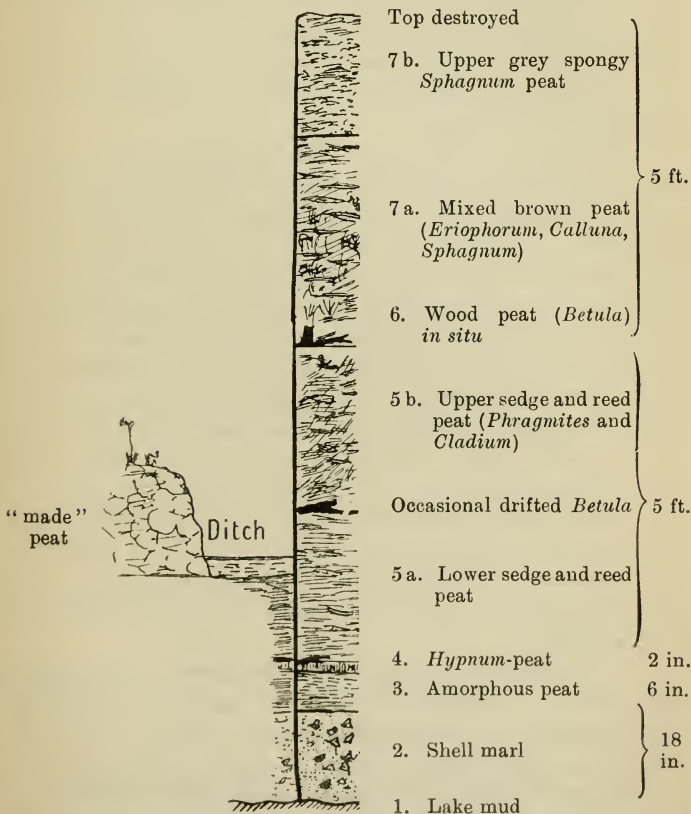 Top destroyed
7 b. Upper grey spongy
Sphagnum peat
5 ft.
7 a. Mixed brown peat
(Eriophorum, Calluna,
Sphagnum)
6. Wood peat (Betula)
in situ
5 b. Upper sedge and reed
peat (Phragmites and
Cladium)
Occasional drifted Betula
5 ft.
"made"
peat
Ditch
5 a. Lower sedge and reed
peat
4. Hypnum-peat 2 in.
3. Amorphous peat 6 in.
2. Shell marl
18
in.
1. Lake mud